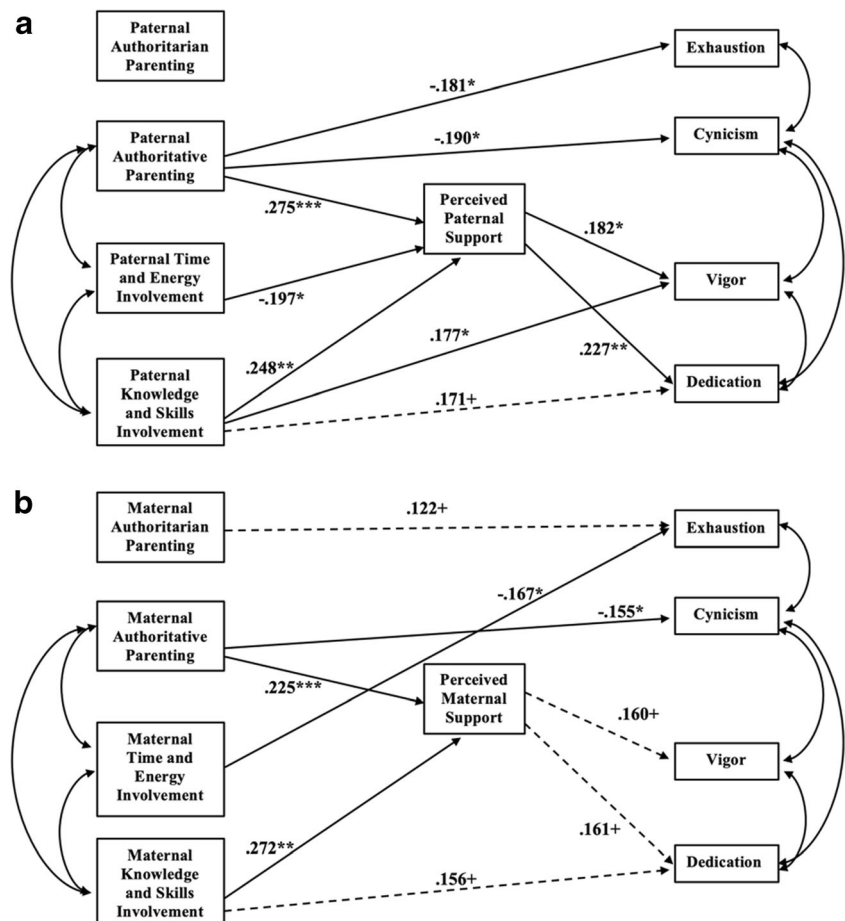 a
Paternal
Authoritarian
Parenting
Exhaustion
-.181*
Paternal
Authoritative
Parenting
-.190*
Cynicism
.275***
Perceived
Paternal
Support
.182*
Paternal Time
and Energy
Involvement
-.197*
Vigor
.177*
.248**
.227**
Paternal
Knowledge
and Skills
Involvement
.171+
Dedication
b
Maternal
Authoritarian
Parenting
.122+
Exhaustion
-.167*
Maternal
Authoritative
Parenting
-.155*
Cynicism
.225***
Perceived
Maternal
Support
.160+
Maternal
Time and
Energy
Involvement
Vigor
.161+
.272**
Maternal
Knowledge
and Skills
Involvement
.156+
Dedication